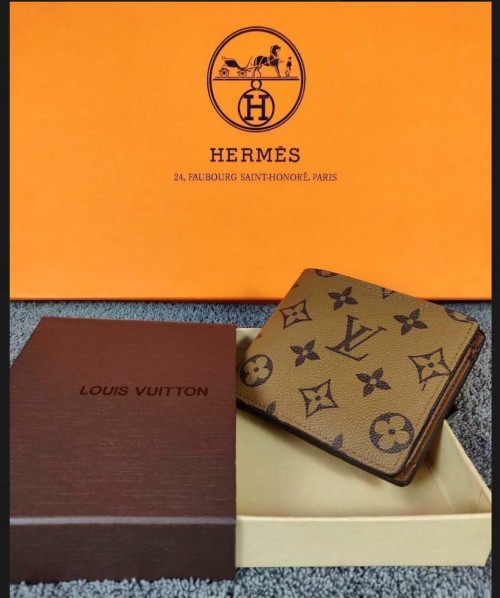 H
HERMÈS
24, FAUBOURG SAINT-HONORÉ, PARIS
LOUIS VUITTON
LV